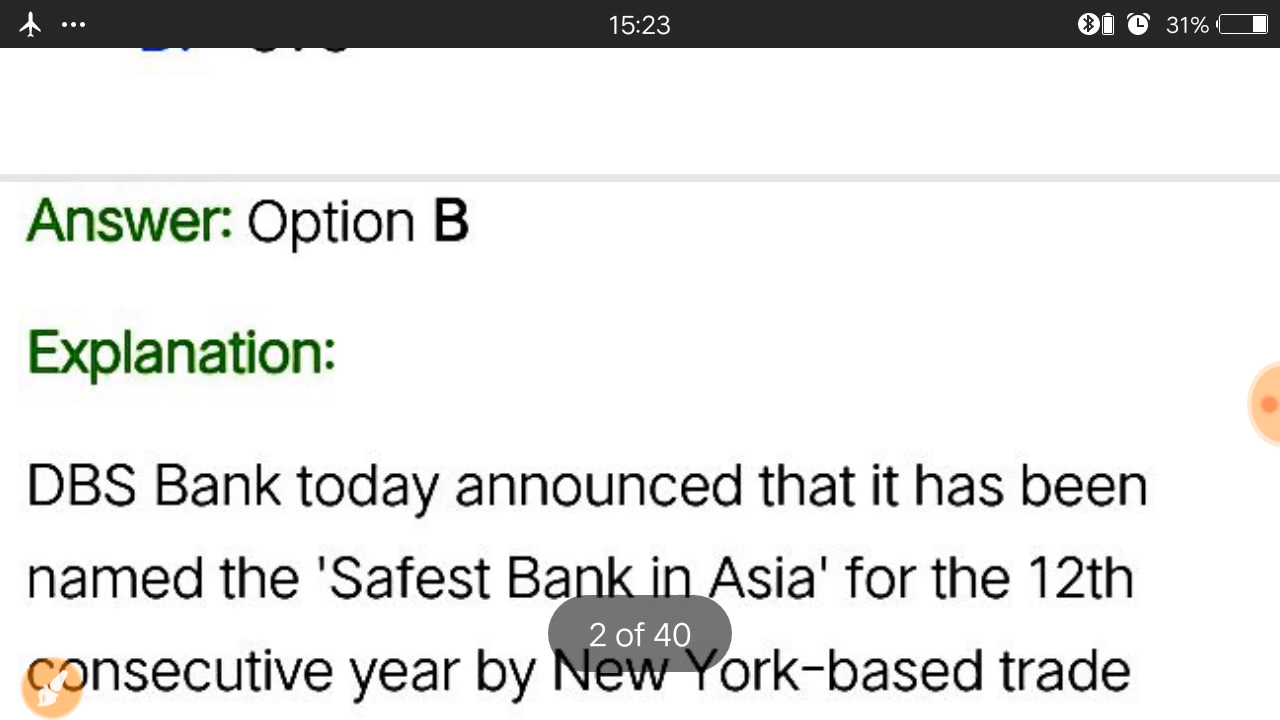 15:23
31%
Answer: Option B
Explanation:
DBS Bank today announced that it has been
named the 'Safest Bank in Asia' for the 12th
2 of 40
consecutive year by New York-based trade